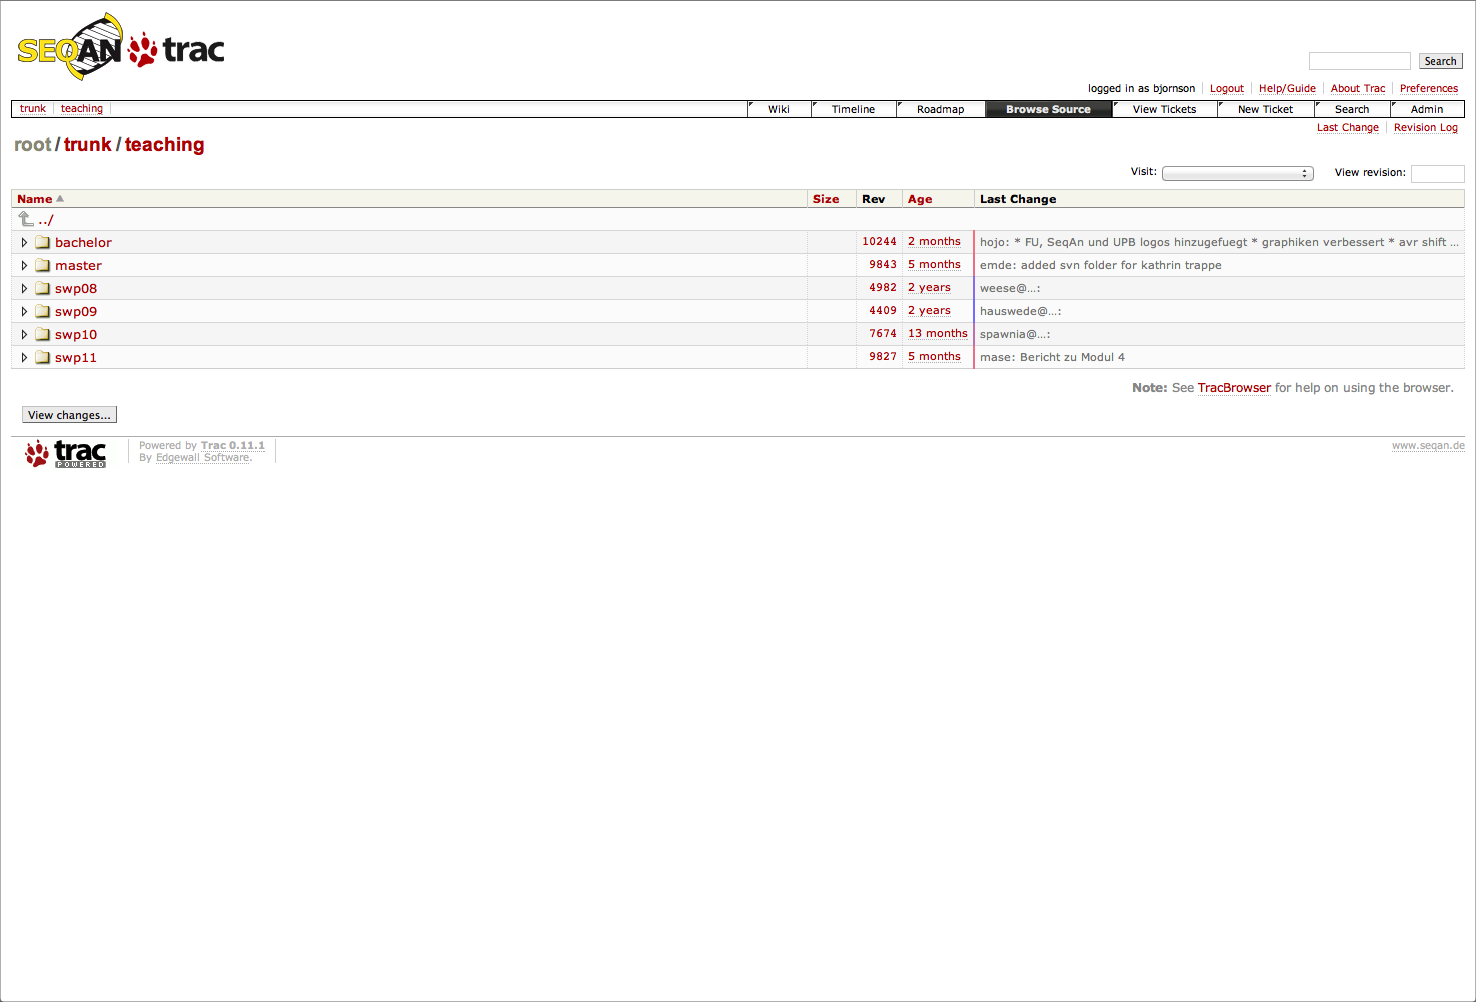 SEQAN trac
Search
logged in as bjornson Logout Help/Guide About Trac Preferences
trunk teaching Wiki Timeline Roadmap Browse Source View Tickets New Ticket Search Admin
Last Change Revision Log
root / trunk / teaching
Visit: View revision:
Name Size Rev Age Last Change
../
bachelor 10244 2 months hojo: * FU, SeqAn und UPB logos hinzugefuegt * graphiken verbessert * avr shift ...
master 9843 5 months emde: added svn folder for kathrin trappe
swp08 4982 2 years weese@...:
swp09 4409 2 years hauswede@...:
swp10 7674 13 months spawnia@...:
swp11 9827 5 months mase: Bericht zu Modul 4
Note: See TracBrowser for help on using the browser.
View changes...
trac POWERED
Powered by Trac 0.11.1
By Edgewall Software.
www.seqan.de